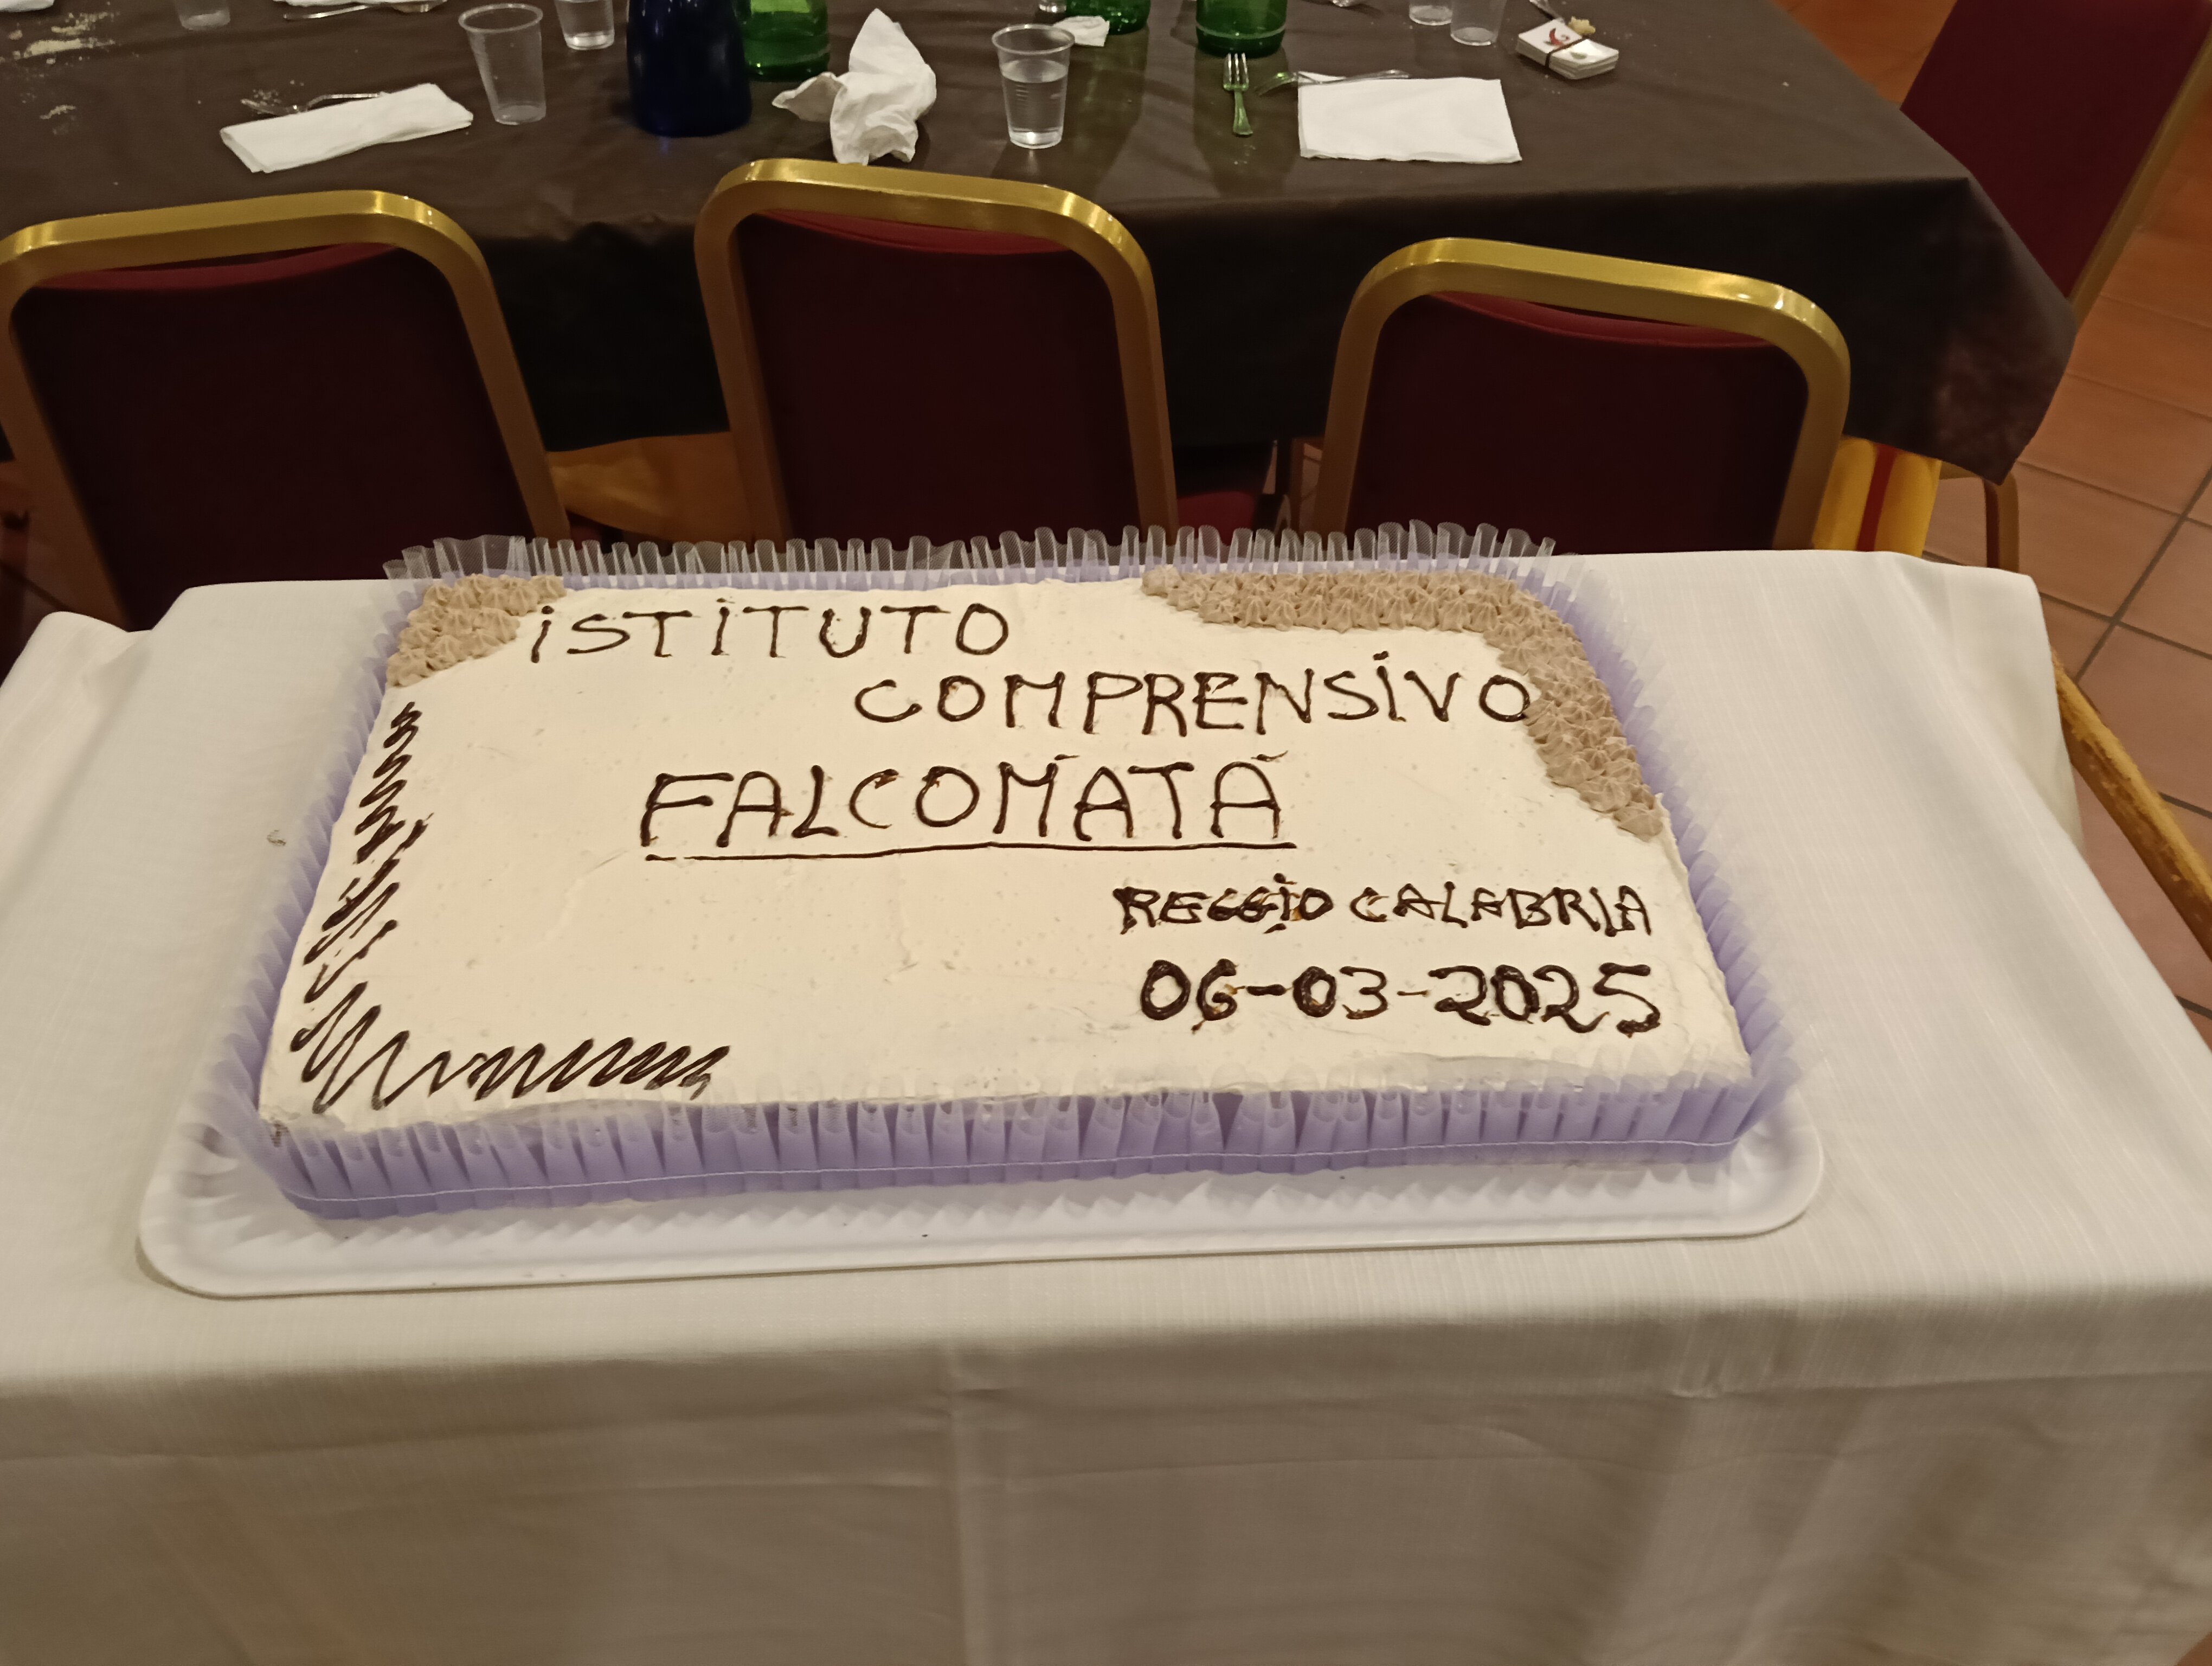 iSTiTUTO
COMPRENSiVO
FALCOMATÀ
REGGiO CALABRIA
06-03-2025